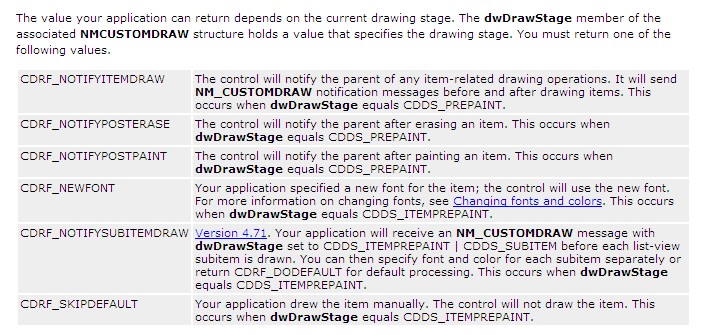 The value your application can return depends on the current drawing stage. The dwDrawStage member of the
associated NMCUSTOMDRAW structure holds a value that specifies the drawing stage. You must return one of the
following values.
CDRF_NOTIFYITEMDRAW The control will notify the parent of any item-related drawing operations. It will send
NM_CUSTOMDRAW notification messages before and after drawing items. This
occurs when dwDrawStage equals CDDS_PREPAINT.
CDRF_NOTIFYPOSTERASE The control will notify the parent after erasing an item. This occurs when
dwDrawStage equals CDDS_PREPAINT.
CDRF_NOTIFYPOSTPAINT The control will notify the parent after painting an item. This occurs when
dwDrawStage equals CDDS_PREPAINT.
CDRF_NEWFONT Your application specified a new font for the item; the control will use the new font.
For more information on changing fonts, see Changing fonts and colors. This occurs
when dwDrawStage equals CDDS_ITEMPREPAINT.
CDRF_NOTIFYSUBITEMDRAW Version 4.71. Your application will receive an NM_CUSTOMDRAW message with
dwDrawStage set to CDDS_ITEMPREPAINT | CDDS_SUBITEM before each list-view
subitem is drawn. You can then specify font and color for each subitem separately or
return CDRF_DODEFAULT for default processing. This occurs when dwDrawStage
equals CDDS_ITEMPREPAINT.
CDRF_SKIPDEFAULT Your application drew the item manually. The control will not draw the item. This
occurs when dwDrawStage equals CDDS_ITEMPREPAINT.